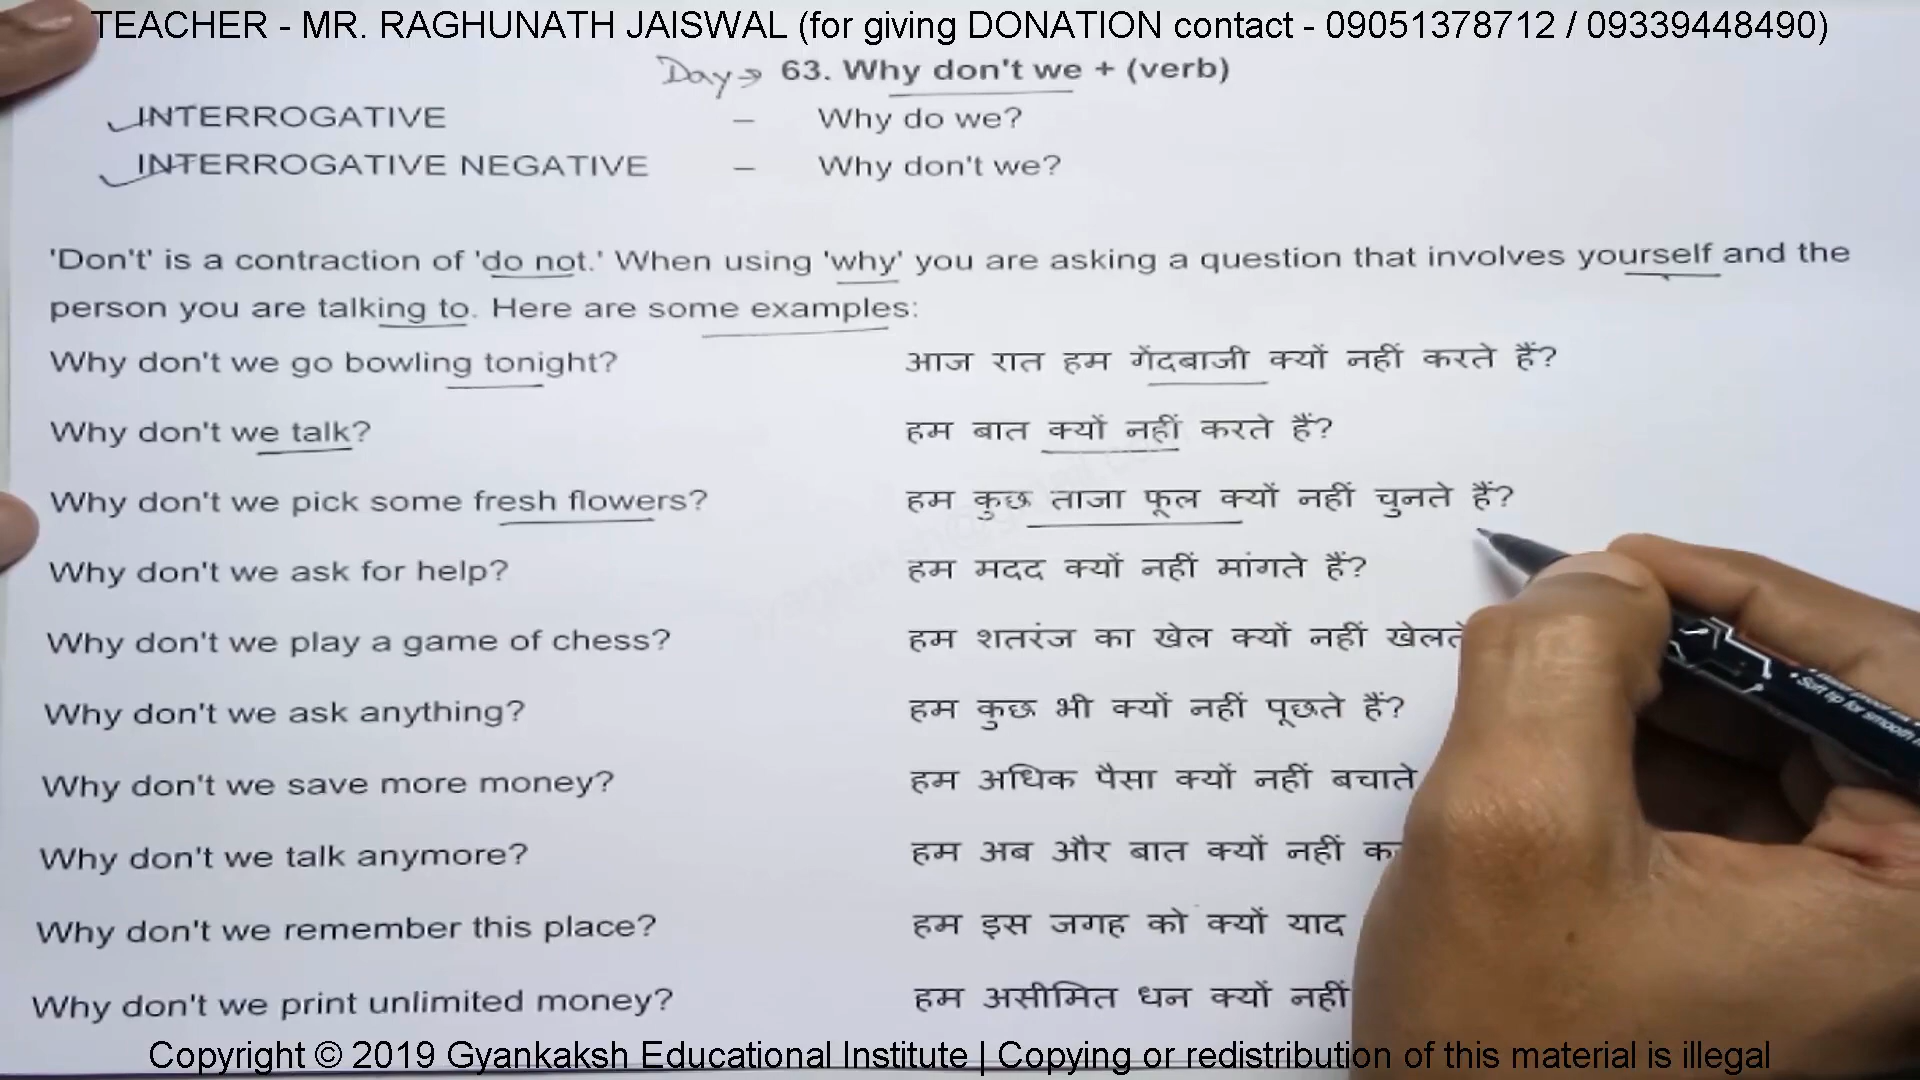 TEACHER - MR. RAGHUNATH JAISWAL (for giving DONATION contact - 09051378712 / 09339448490)
Day → 63. Why don't we + (verb)
INTERROGATIVE – Why do we?
INTERROGATIVE NEGATIVE – Why don't we?
'Don't' is a contraction of 'do not.' When using 'why' you are asking a question that involves yourself and the
person you are talking to. Here are some examples:
Why don't we go bowling tonight? आज रात हम गेंदबाजी क्यों नहीं करते हैं?
Why don't we talk? हम बात क्यों नहीं करते हैं?
Why don't we pick some fresh flowers? हम कुछ ताजा फूल क्यों नहीं चुनते हैं?
Why don't we ask for help? हम मदद क्यों नहीं मांगते हैं?
Why don't we play a game of chess? हम शतरंज का खेल क्यों नहीं खेलते
Why don't we ask anything? हम कुछ भी क्यों नहीं पूछते हैं?
Why don't we save more money? हम अधिक पैसा क्यों नहीं बचाते
Why don't we talk anymore? हम अब और बात क्यों नहीं
Why don't we remember this place? हम इस जगह को क्यों याद
Why don't we print unlimited money? हम असीमित धन क्यों नहीं
Copyright © 2019 Gyankaksh Educational Institute | Copying or redistribution of this material is illegal